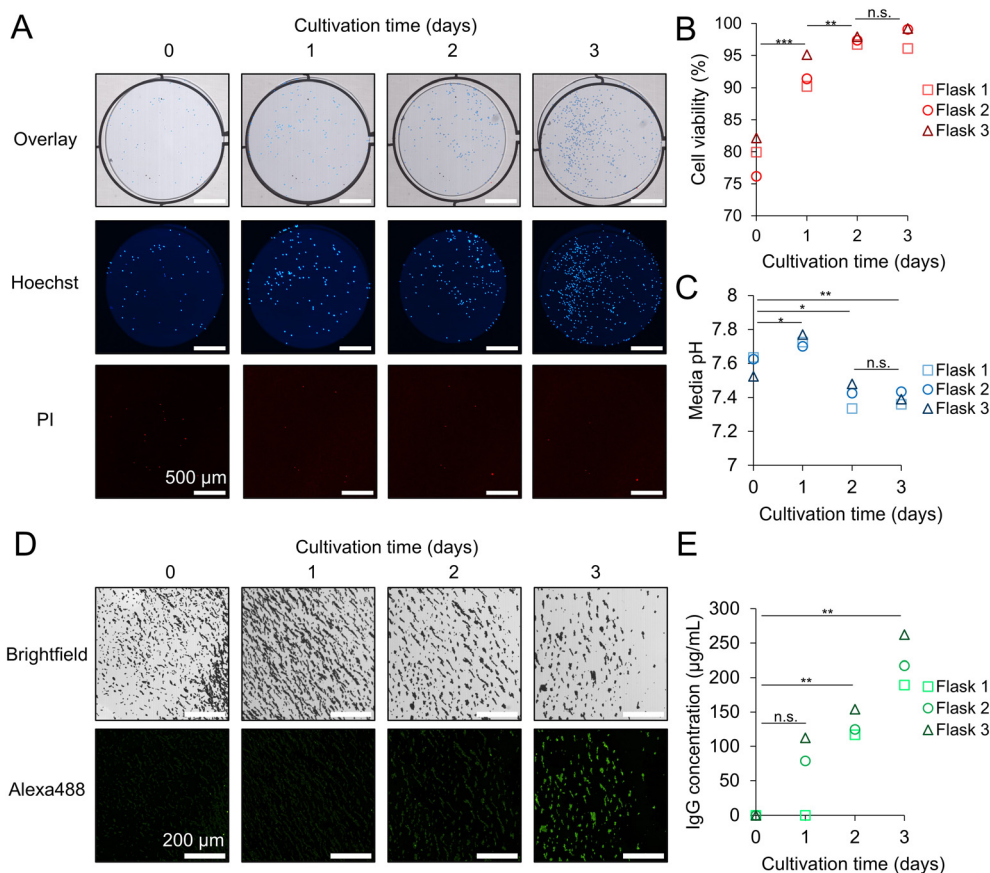 A
Cultivation time (days)
0 1 2 3
Overlay
Hoechst
PI
500 µm
B
Cell viability (%)
100
95
90
85
80
75
70
***
**
n.s.
0 1 2 3
Cultivation time (days)
Flask 1
Flask 2
Flask 3
C
Media pH
8
7.8
7.6
7.4
7.2
7
**
*
*
n.s.
0 1 2 3
Cultivation time (days)
Flask 1
Flask 2
Flask 3
D
Cultivation time (days)
0 1 2 3
Brightfield
Alexa488
200 µm
E
IgG concentration (µg/mL)
300
250
200
150
100
50
0
**
**
n.s.
0 1 2 3
Cultivation time (days)
Flask 1
Flask 2
Flask 3